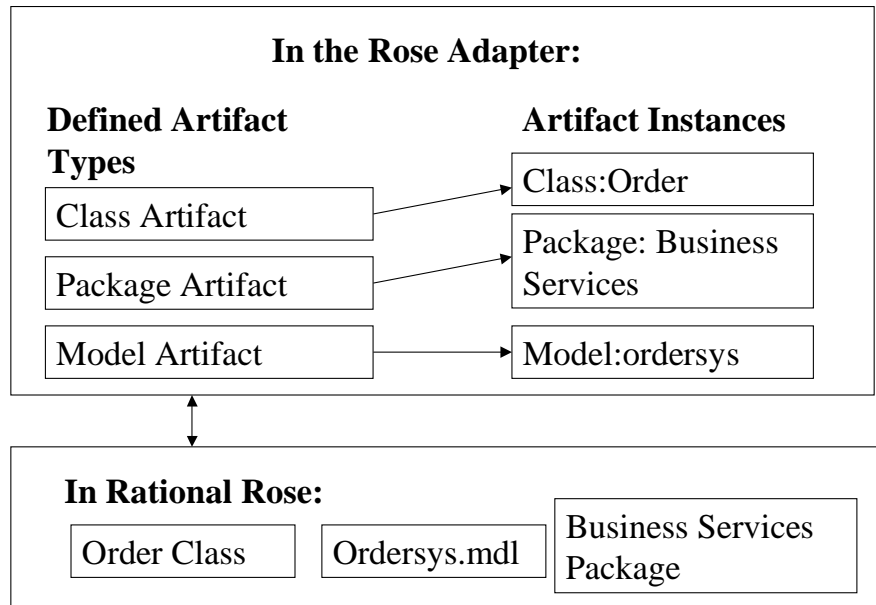 In the Rose Adapter:
Defined Artifact
Types
Artifact Instances
Class Artifact
Class:Order
Package Artifact
Package: Business
Services
Model Artifact
Model:ordersys
In Rational Rose:
Order Class
Ordersys.mdl
Business Services
Package